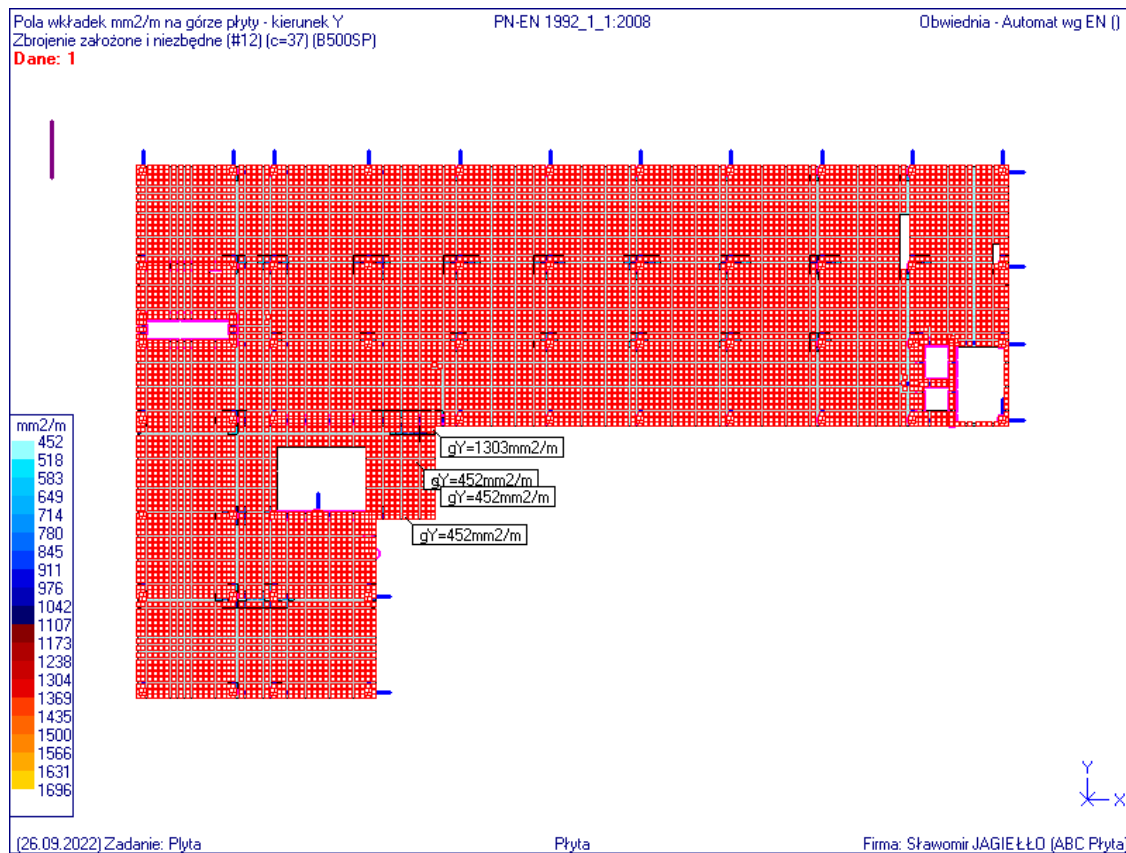 Pola wkładek mm2/m na górze płyty - kierunek Y
PN-EN 1992_1_1:2008
Obwiednia - Automat wg EN ()
Zbrojenie założone i niezbędne (#12) (c=37) (B500SP)
Dane: 1
gY=1303mm2/m
gY=452mm2/m
gY=452mm2/m
gY=452mm2/m
mm2/m
452
518
583
649
714
780
845
911
976
1042
1107
1173
1238
1304
1369
1435
1500
1566
1631
1696
Y
X
(26.09.2022) Zadanie: Plyta
Płyta
Firma: Sławomir JAGIEŁŁO (ABC Płyta)